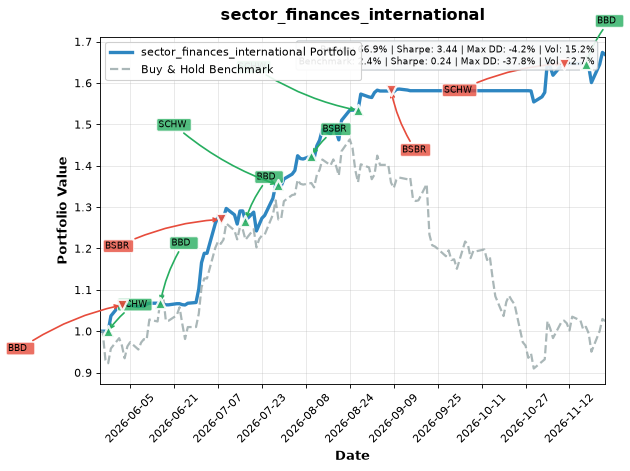 sector_finances_international
BBD
sector_finances_international Portfolio
Buy & Hold Benchmark
| Sharpe: 3.44 | Max DD: -4.2% | Vol: 15.2%
| Sharpe: 0.24 | Max DD: -37.8% | Vol:
SCHW
SCHW
BSBR
BSBR
BBD
BSBR
BBD
BBD
Portfolio Value
1.7
1.6
1.5
1.4
1.3
1.2
1.1
1.0
0.9
2026-06-05
2026-06-21
2026-07-07
2026-07-23
2026-08-08
2026-08-24
2026-09-09
2026-09-25
2026-10-11
2026-10-27
2026-11-12
Date